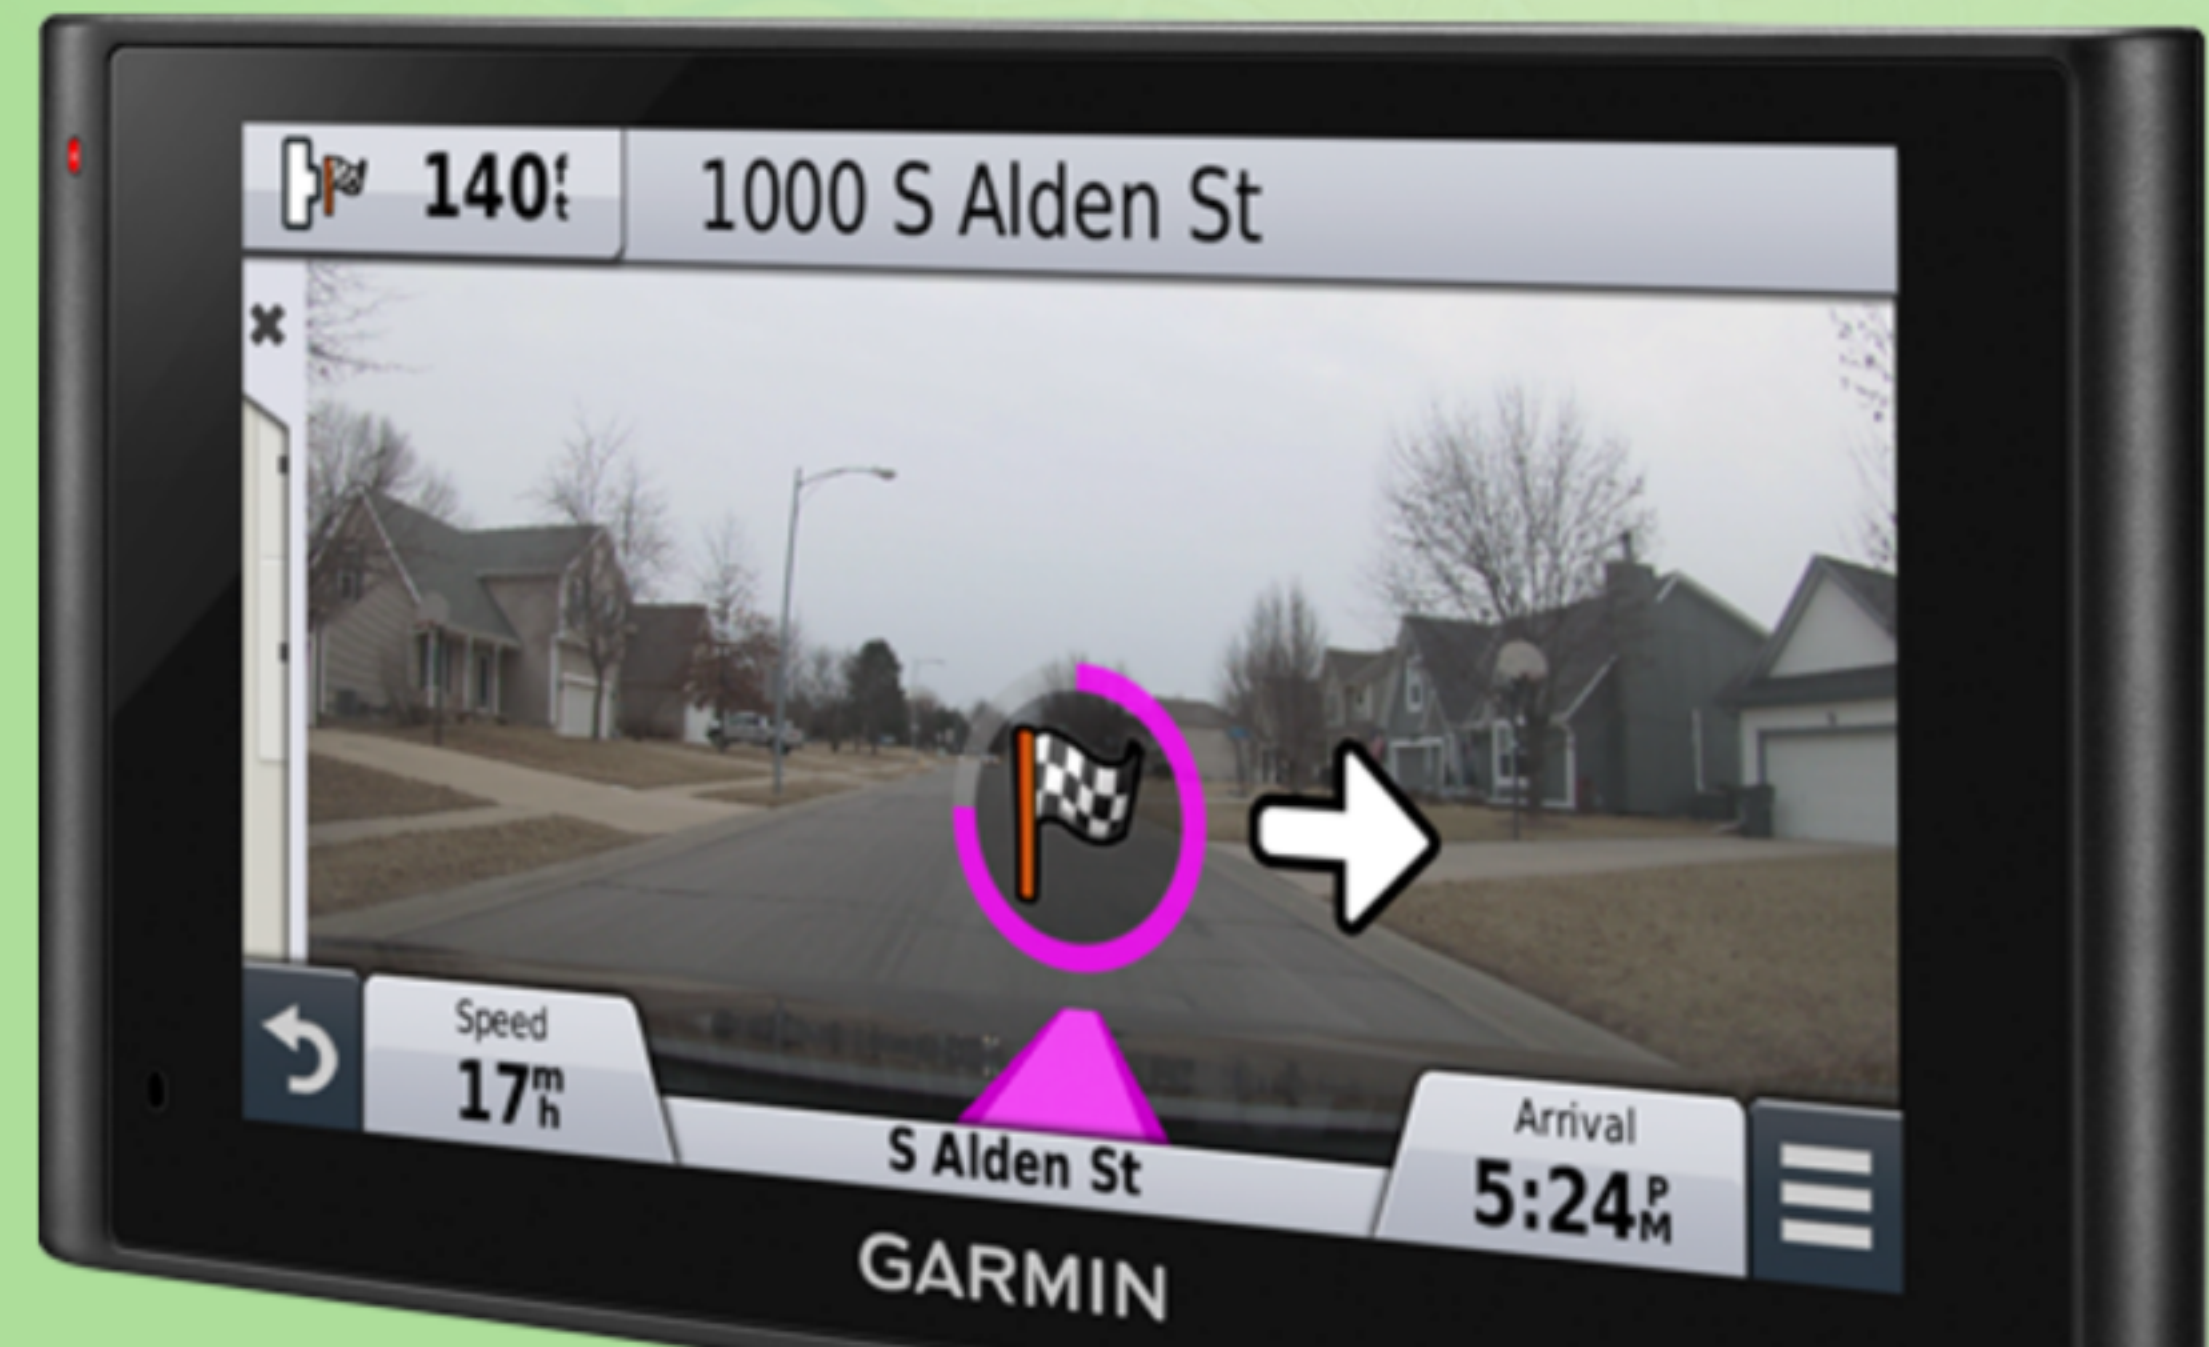 140ft
1000 S Alden St
Speed
17mh
S Alden St
Arrival
5:24PM
GARMIN